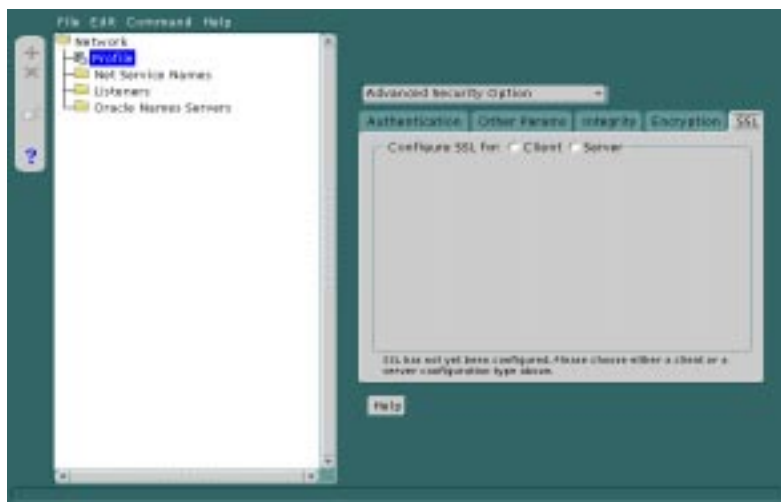 File Edit Command Help
Network
Profile
Net Service Names
Listeners
Oracle Names Servers
?
Advanced Security Option
Authentication Other Params Integrity Encryption SSL
Configure SSL for: Client Server
SSL has not yet been configured. Please choose either a client or a
server configuration type above.
Help